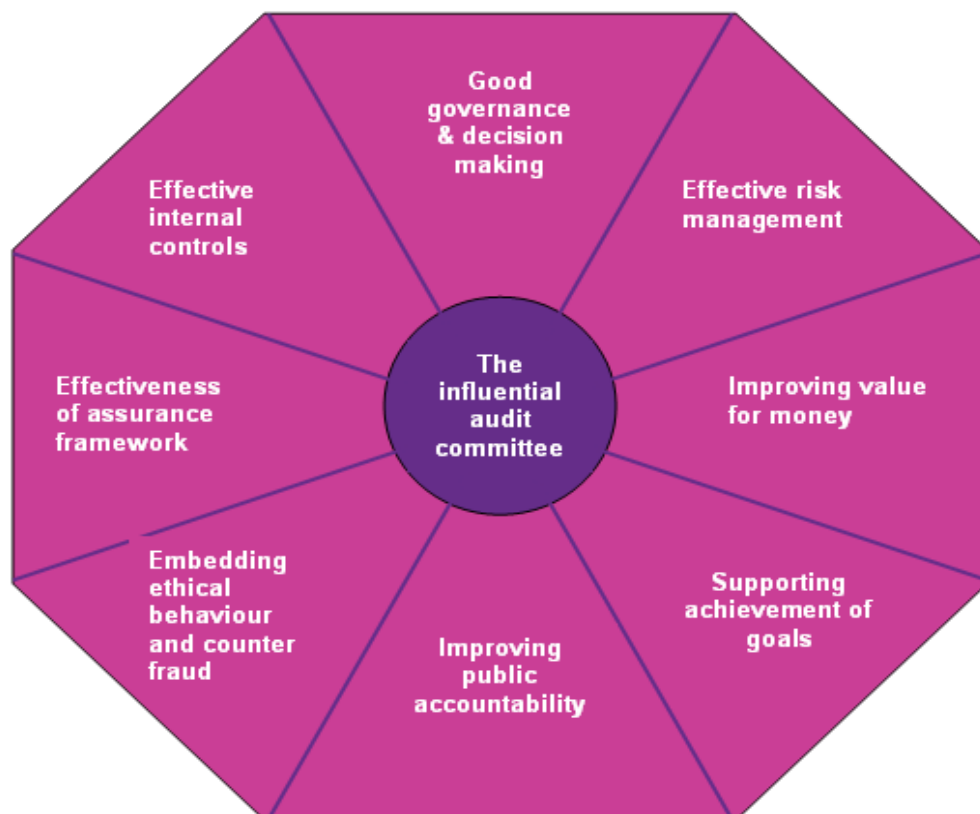 Good
governance
& decision
making
Effective risk
management
Improving value
for money
Supporting
achievement of
goals
Improving
public
accountability
Embedding
ethical
behaviour
and counter
fraud
Effectiveness
of assurance
framework
Effective
internal
controls
The
influential
audit
committee